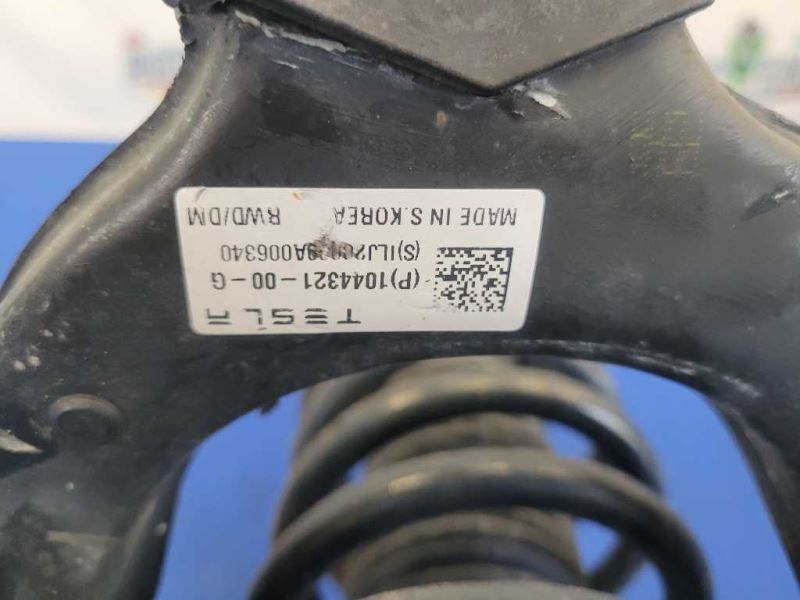 TESLA
(P)1044321-00-G
MADE IN S.KOREA RWD/DM